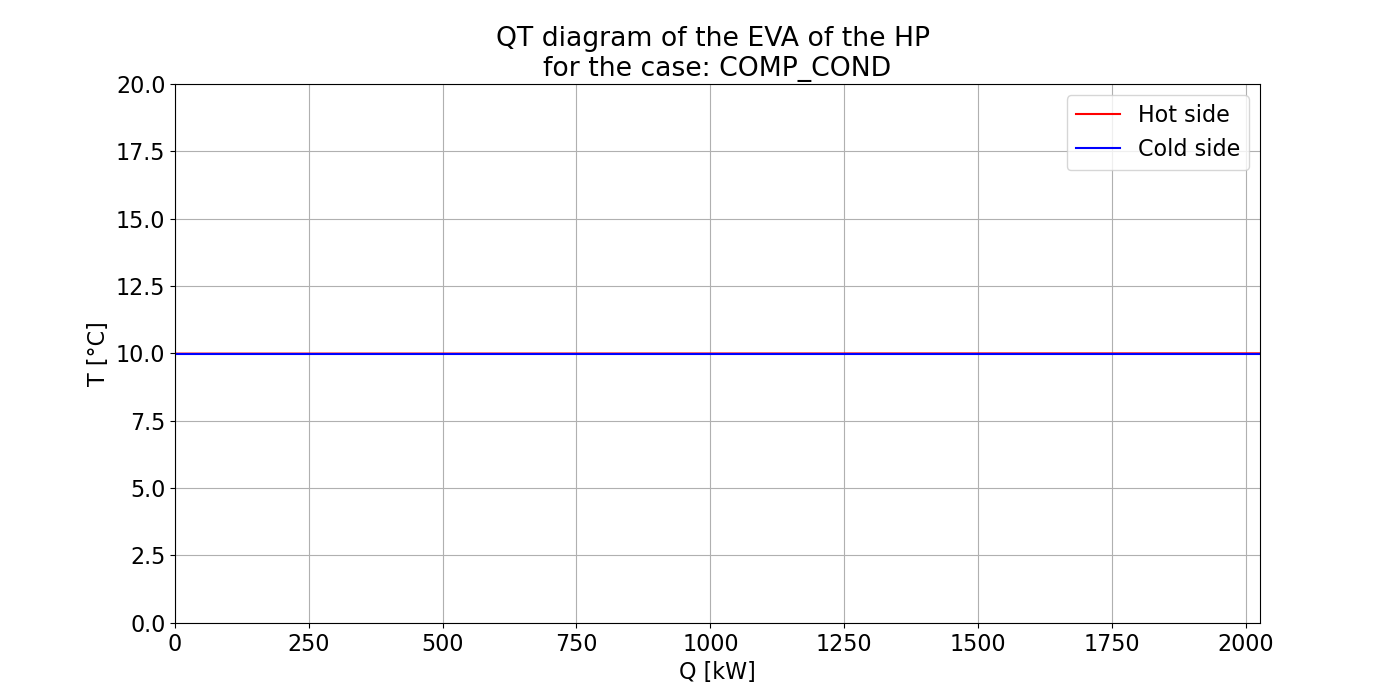 QT diagram of the EVA of the HP
for the case: COMP_COND
20.0
17.5
15.0
12.5
10.0
7.5
5.0
2.5
0.0
T [°C]
Hot side
Cold side
0 250 500 750 1000 1250 1500 1750 2000
Q [kW]